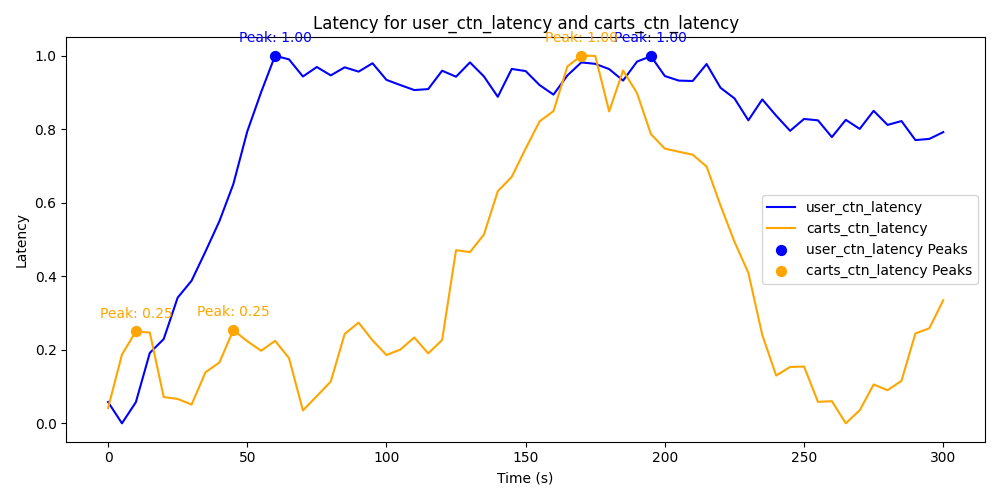 Latency for user_ctn_latency and carts_ctn_latency
Peak: 1.00
Peak: 1.00
Peak: 1.00
Peak: 0.25
Peak: 0.25
1.0
0.8
0.6
0.4
0.2
0.0
Latency
user_ctn_latency
carts_ctn_latency
user_ctn_latency Peaks
carts_ctn_latency Peaks
0
50
100
150
200
250
300
Time (s)